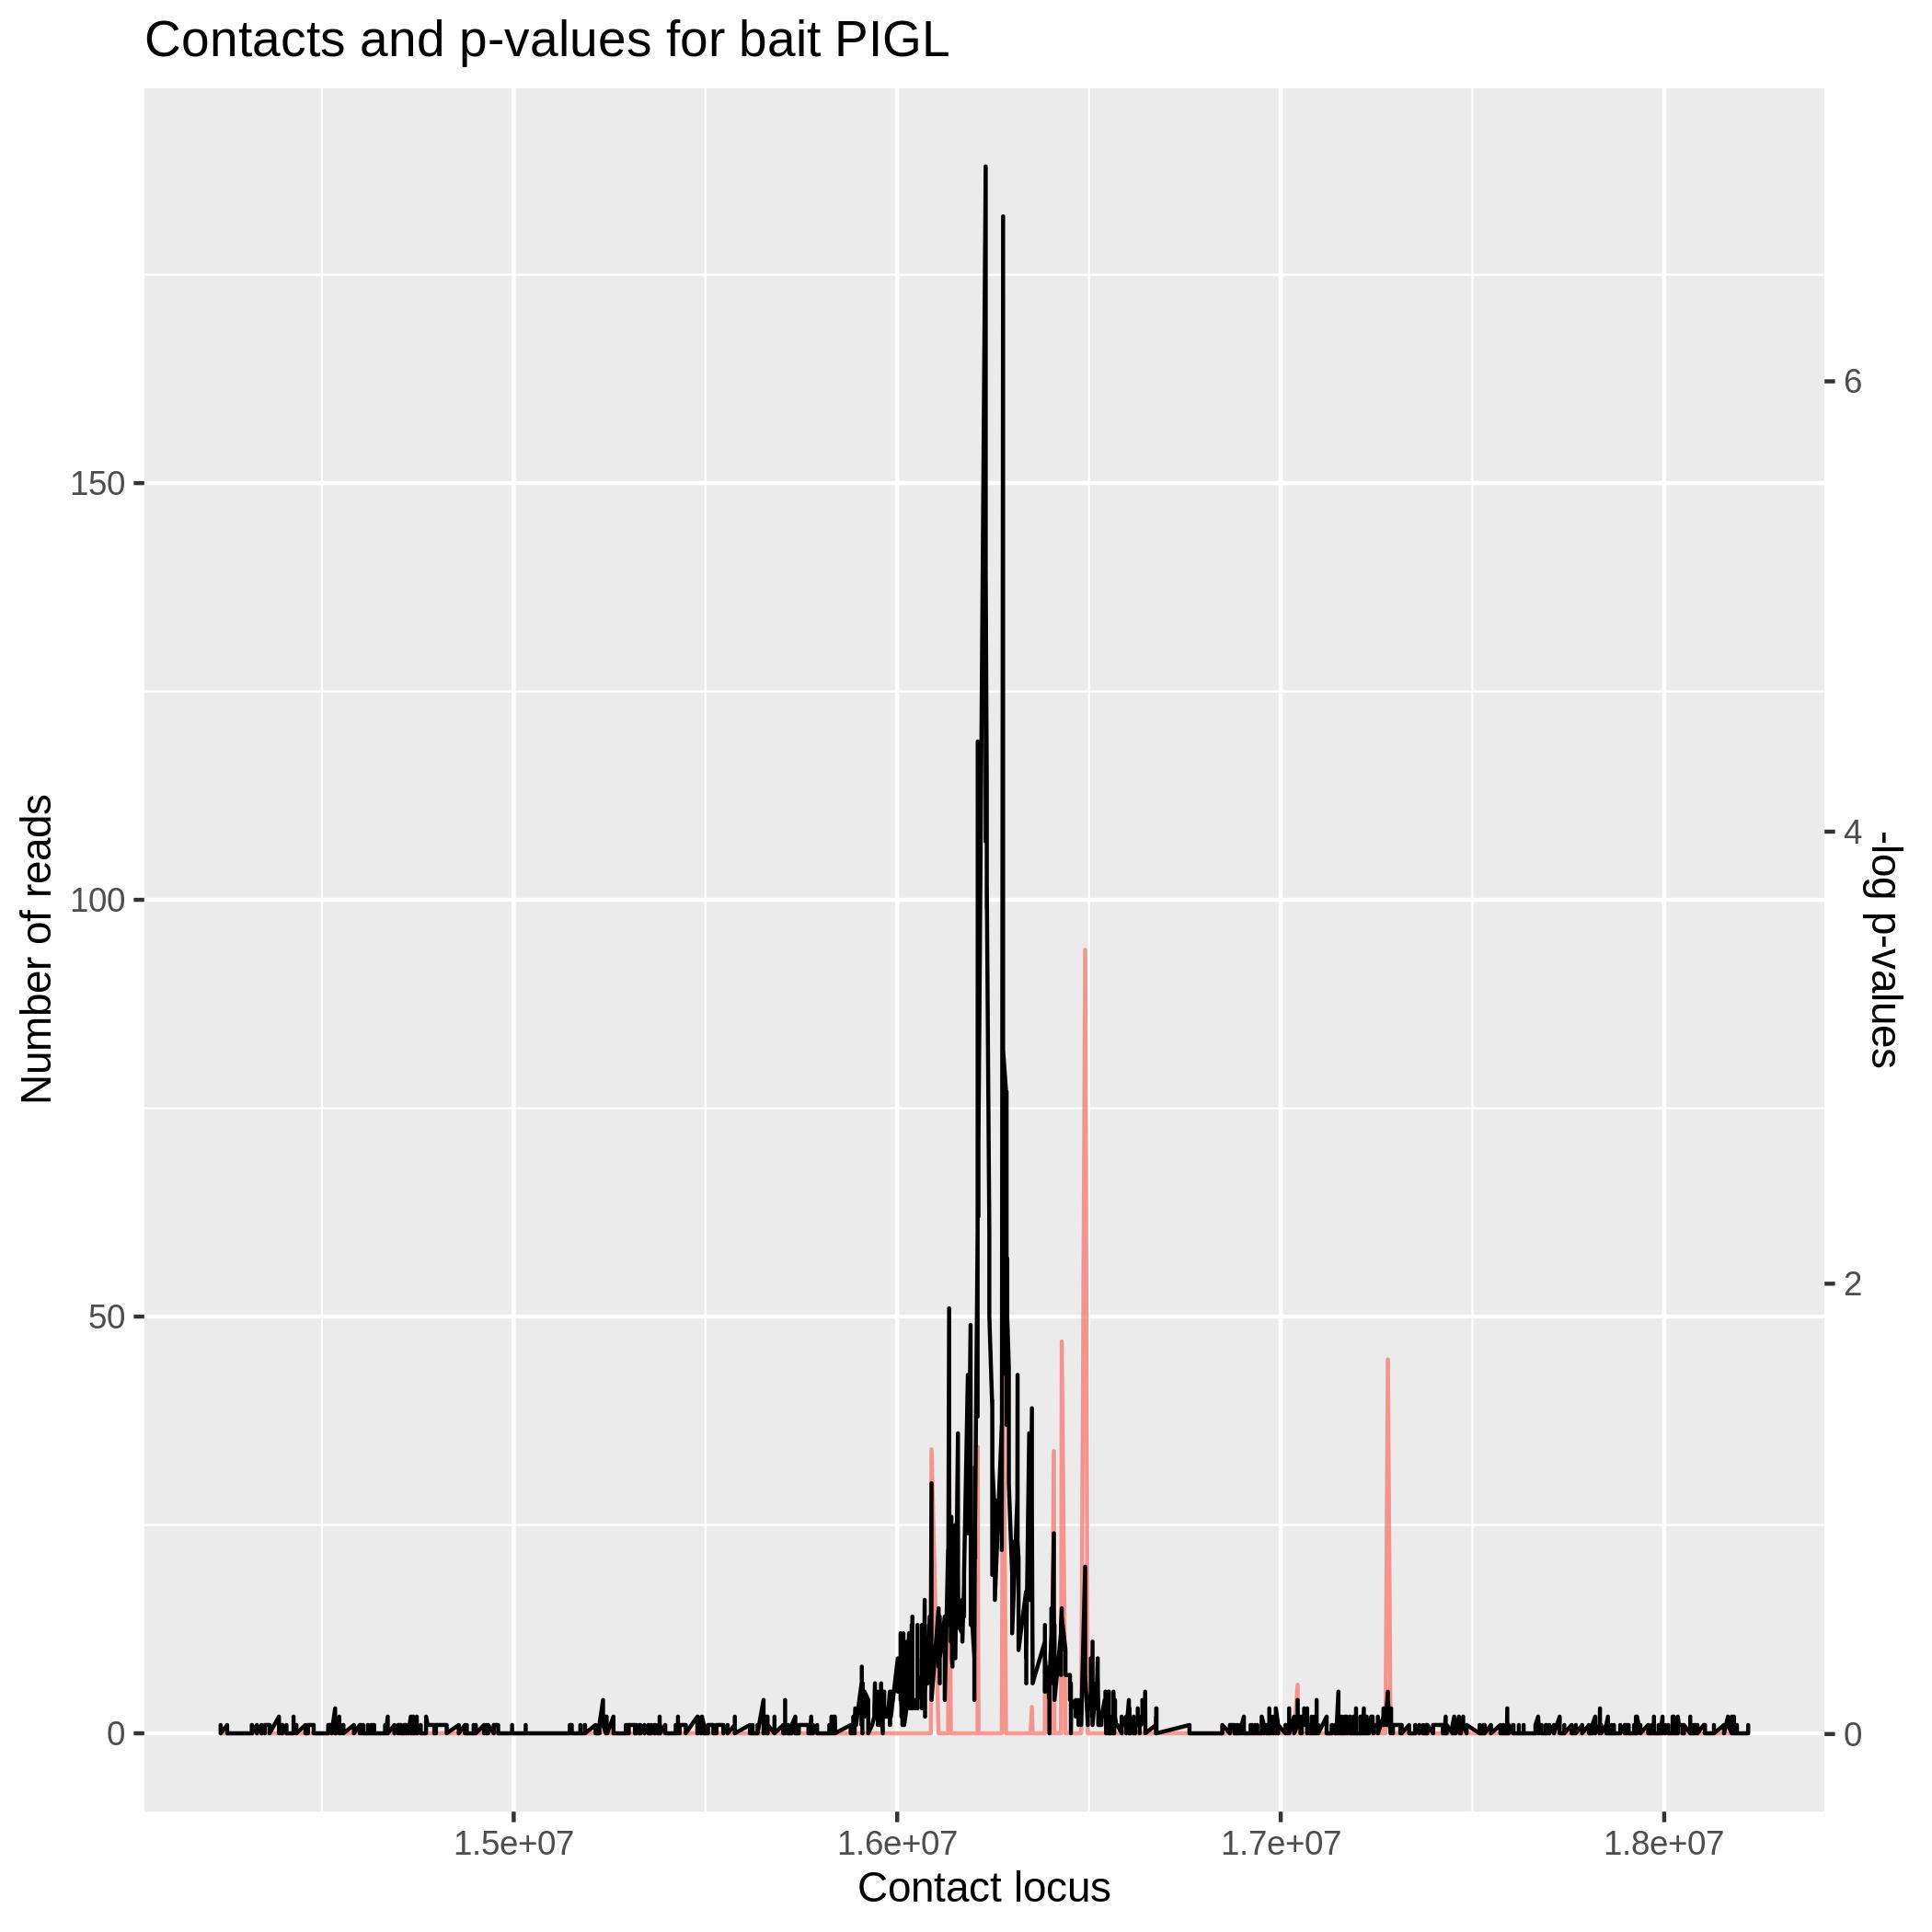 Contacts and p-values for bait PIGL
Number of reads
150
100
50
0
6
4
2
0
-log p-values
1.5e+07
1.6e+07
1.7e+07
1.8e+07
Contact locus